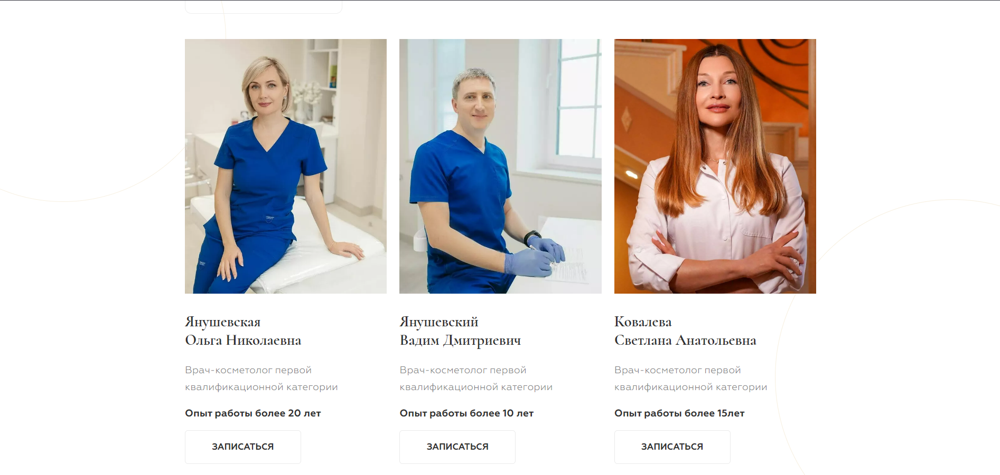 Янушевская
Ольга Николаевна
Врач-косметолог первой
квалификационной категории
Опыт работы более 20 лет
ЗАПИСАТЬСЯ
Янушевский
Вадим Дмитриевич
Врач-косметолог первой
квалификационной категории
Опыт работы более 10 лет
ЗАПИСАТЬСЯ
Ковалева
Светлана Анатольевна
Врач-косметолог первой
квалификационной категории
Опыт работы более 15лет
ЗАПИСАТЬСЯ